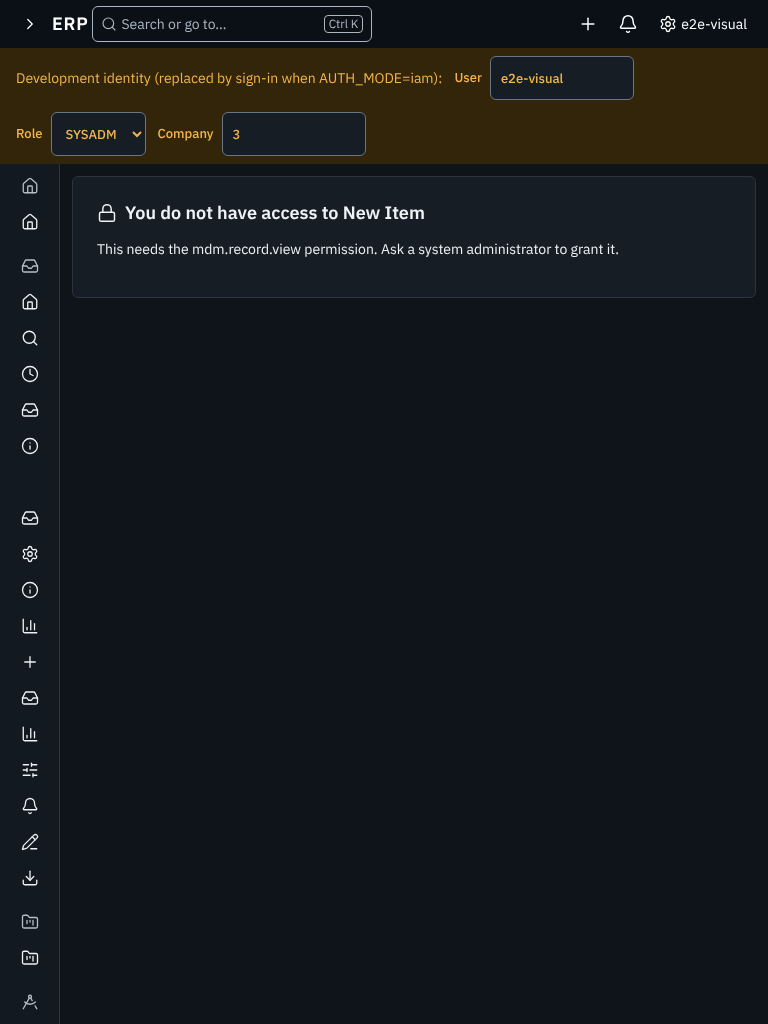 ERP Search or go to... Ctrl K e2e-visual
Development identity (replaced by sign-in when AUTH_MODE=iam): User e2e-visual
Role SYSADM Company 3
You do not have access to New Item
This needs the mdm.record.view permission. Ask a system administrator to grant it.